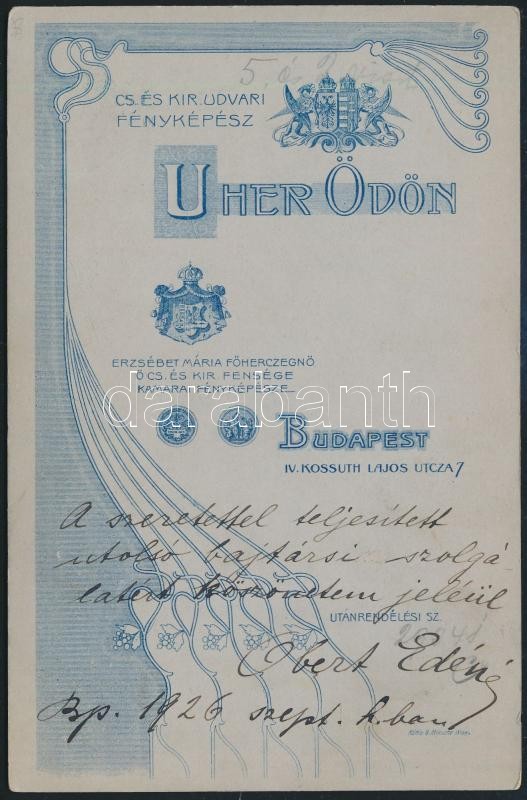 5. és
CS. ÉS KIR. UDVARI
FÉNYKÉPÉSZ
UHER ÖDÖN
ERZSÉBET MÁRIA FŐHERCZEGNŐ
Ő CS. ÉS KIR. FENSÉGE
KAMARAI FÉNYKÉPÉSZE
darabanth
BUDAPEST
IV. KOSSUTH LAJOS UTCZA 7
A szeretettel teljesített
utolsó bajtársi szolgá-
latért köszönetem jeléül
UTÁNRENDELÉSI SZ.
Obert Edéné
Bp. 1926 szept. h.ban